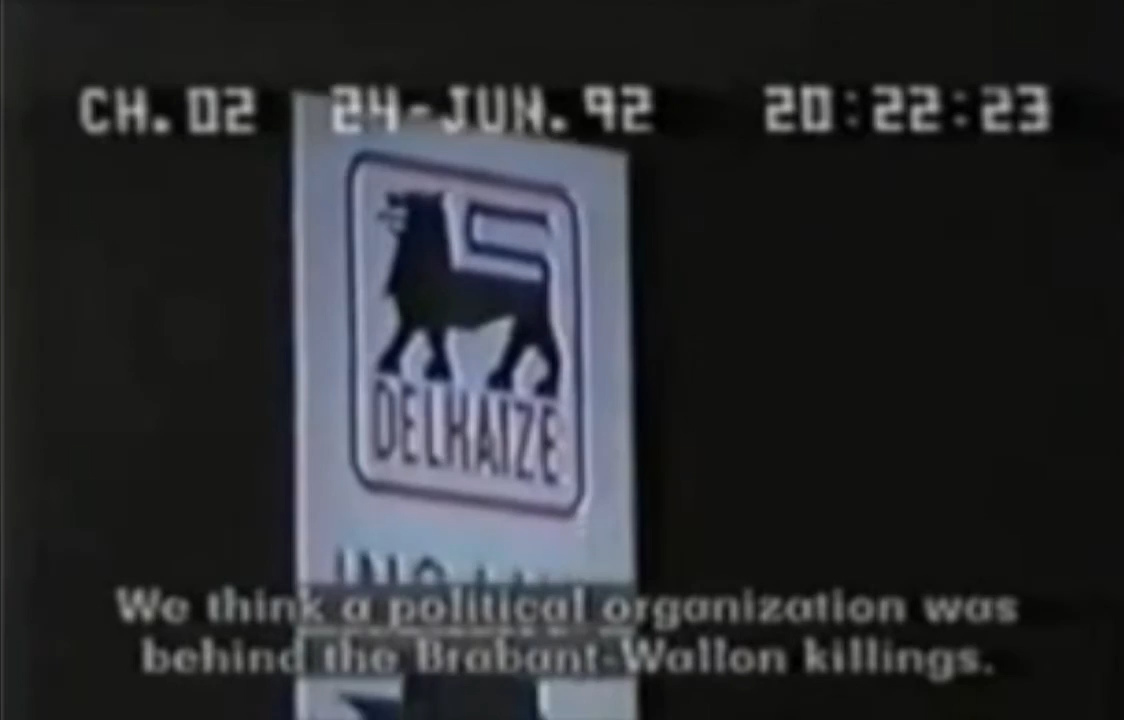 CH. 02 24-JUN. 92 20:22:23
DELHAIZE
We think a political organization was
behind the Brabant-Wallon killings.